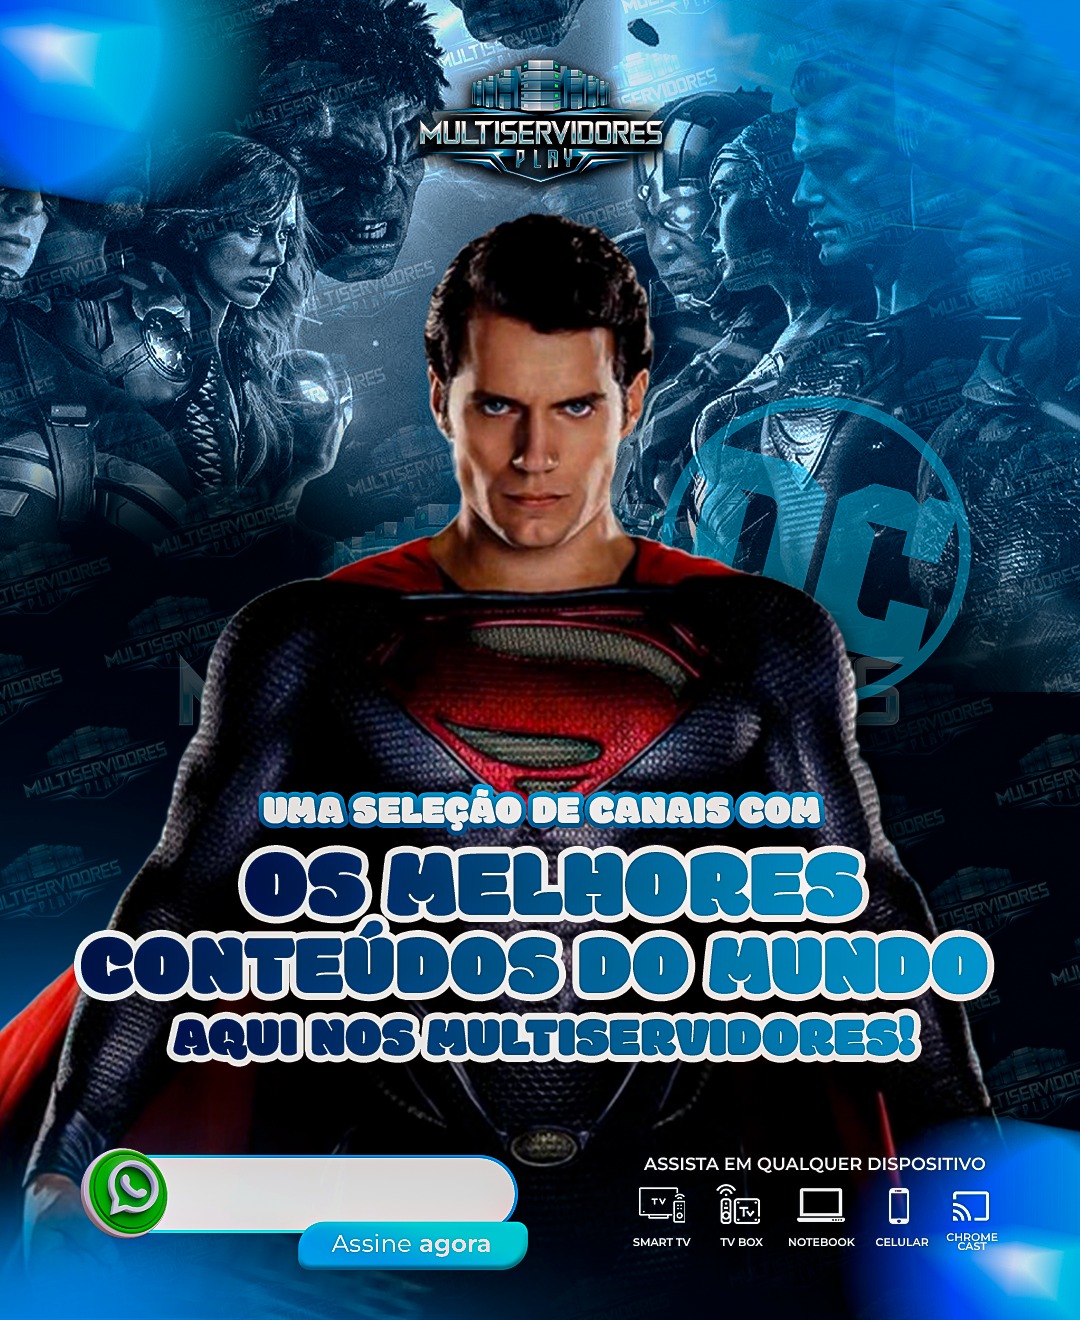 MULTISERVIDORES
PLAY
DC
UMA SELEÇÃO DE CANAIS COM
OS MELHORES
CONTEÚDOS DO MUNDO
AQUI NOS MULTISERVIDORES!
Assine agora
ASSISTA EM QUALQUER DISPOSITIVO
TV
TV
SMART TV
TV BOX
NOTEBOOK
CELULAR
CHROME
CAST